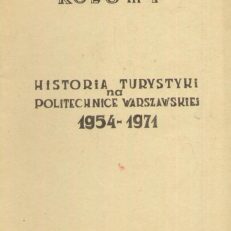 HISTORIA TURYSTYKI
na
POLITECHNICE WARSZAWSKIEJ
1954-1971